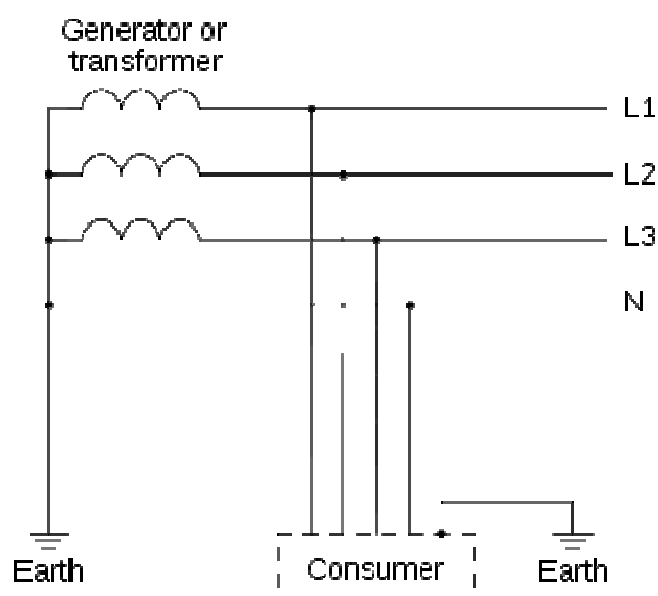 Generator or
transformer
L1
L2
L3
N
Earth
Consumer
Earth